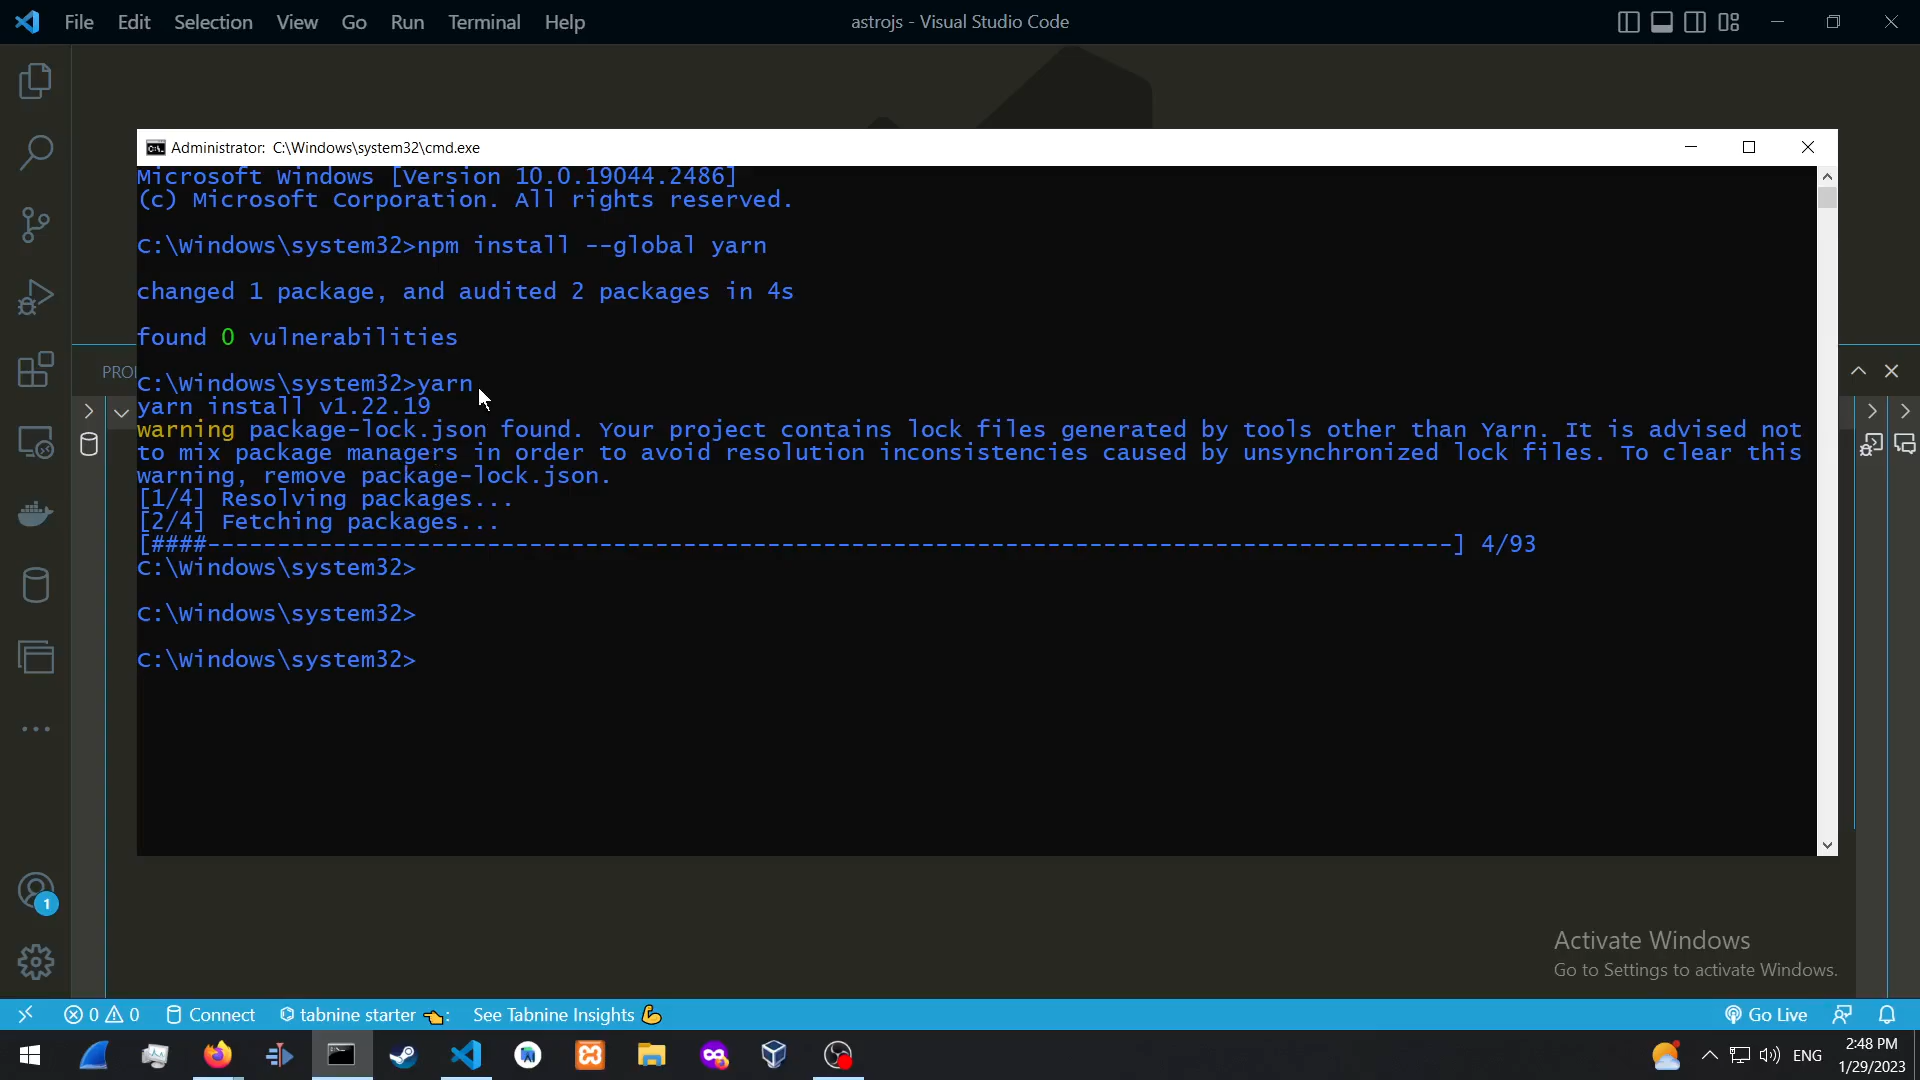 File Edit Selection View Go Run Terminal Help
astrojs - Visual Studio Code
Administrator: C:\Windows\system32\cmd.exe
Microsoft Windows [Version 10.0.19044.2486]
(c) Microsoft Corporation. All rights reserved.
C:\Windows\system32>npm install --global yarn
changed 1 package, and audited 2 packages in 4s
found 0 vulnerabilities
PRO
C:\Windows\system32>yarn
yarn install v1.22.19
warning package-lock.json found. Your project contains lock files generated by tools other than Yarn. It is advised not
to mix package managers in order to avoid resolution inconsistencies caused by unsynchronized lock files. To clear this
warning, remove package-lock.json.
[1/4] Resolving packages...
[2/4] Fetching packages...
[####-----------------------------------------------------------------------------------------] 4/93
C:\Windows\system32>
C:\Windows\system32>
C:\Windows\system32>
1
Activate Windows
Go to Settings to activate Windows.
0 0 Connect tabnine starter : See Tabnine Insights Go Live
ENG
2:48 PM
1/29/2023